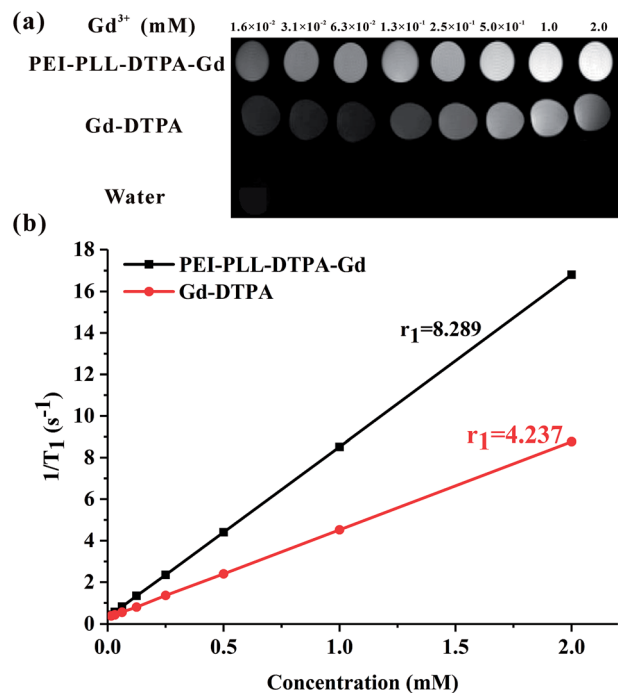 (a)
Gd³⁺ (mM) 1.6×10⁻² 3.1×10⁻² 6.3×10⁻² 1.3×10⁻¹ 2.5×10⁻¹ 5.0×10⁻¹ 1.0 2.0
PEI-PLL-DTPA-Gd
Gd-DTPA
Water
(b)
18
16
14
12
10
8
6
4
2
0
1/T₁ (s⁻¹)
PEI-PLL-DTPA-Gd
Gd-DTPA
r₁=8.289
r₁=4.237
0.0 0.5 1.0 1.5 2.0
Concentration (mM)